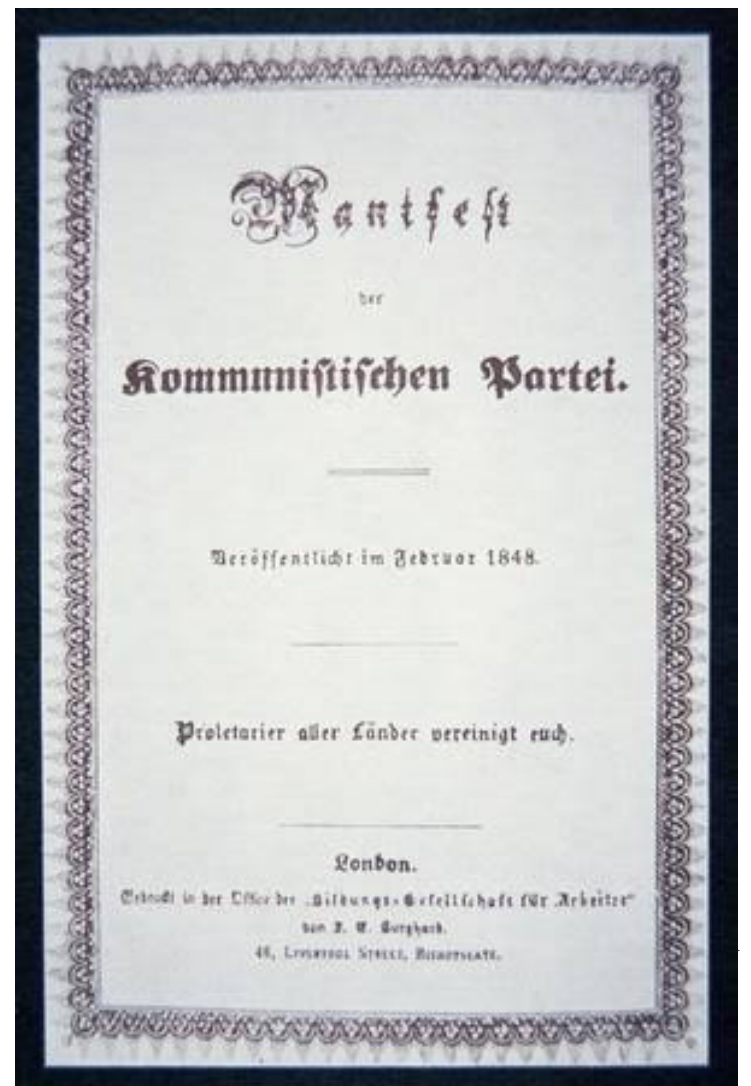 Manifest
der
Kommunistischen Partei.
Veröffentlicht im Februar 1848.
Proletarier aller Länder vereinigt euch.
London.
Gedruckt in der Office der „Bildungs-Gesellschaft für Arbeiter"
von J. E. Burghard.
46, LIVERPOOL STREET, BISHOPSGATE.